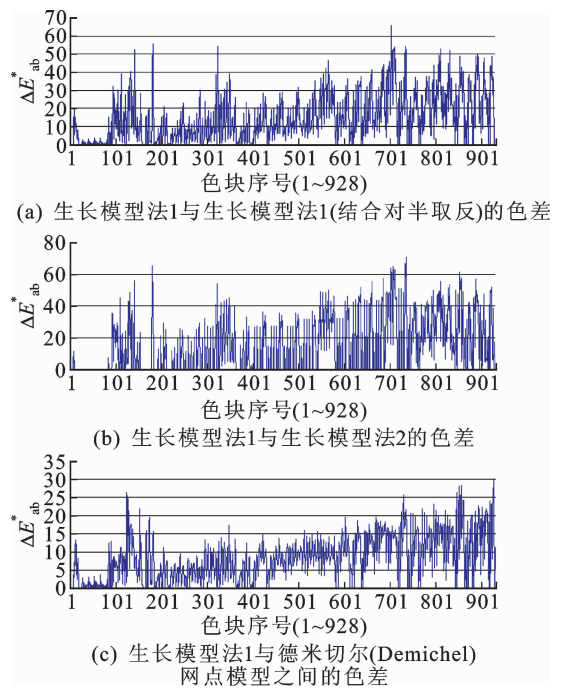 70
60
50
40
30
20
10
0
ΔE*ab
1 101 201 301 401 501 601 701 801 901
色块序号(1~928)
(a) 生长模型法1与生长模型法1(结合对半取反)的色差
80
60
40
20
0
ΔE*ab
1 101 201 301 401 501 601 701 801 901
色块序号(1~928)
(b) 生长模型法1与生长模型法2的色差
35
30
25
20
15
10
5
0
ΔE*ab
1 101 201 301 401 501 601 701 801 901
色块序号(1~928)
(c) 生长模型法1与德米切尔(Demichel)
网点模型之间的色差